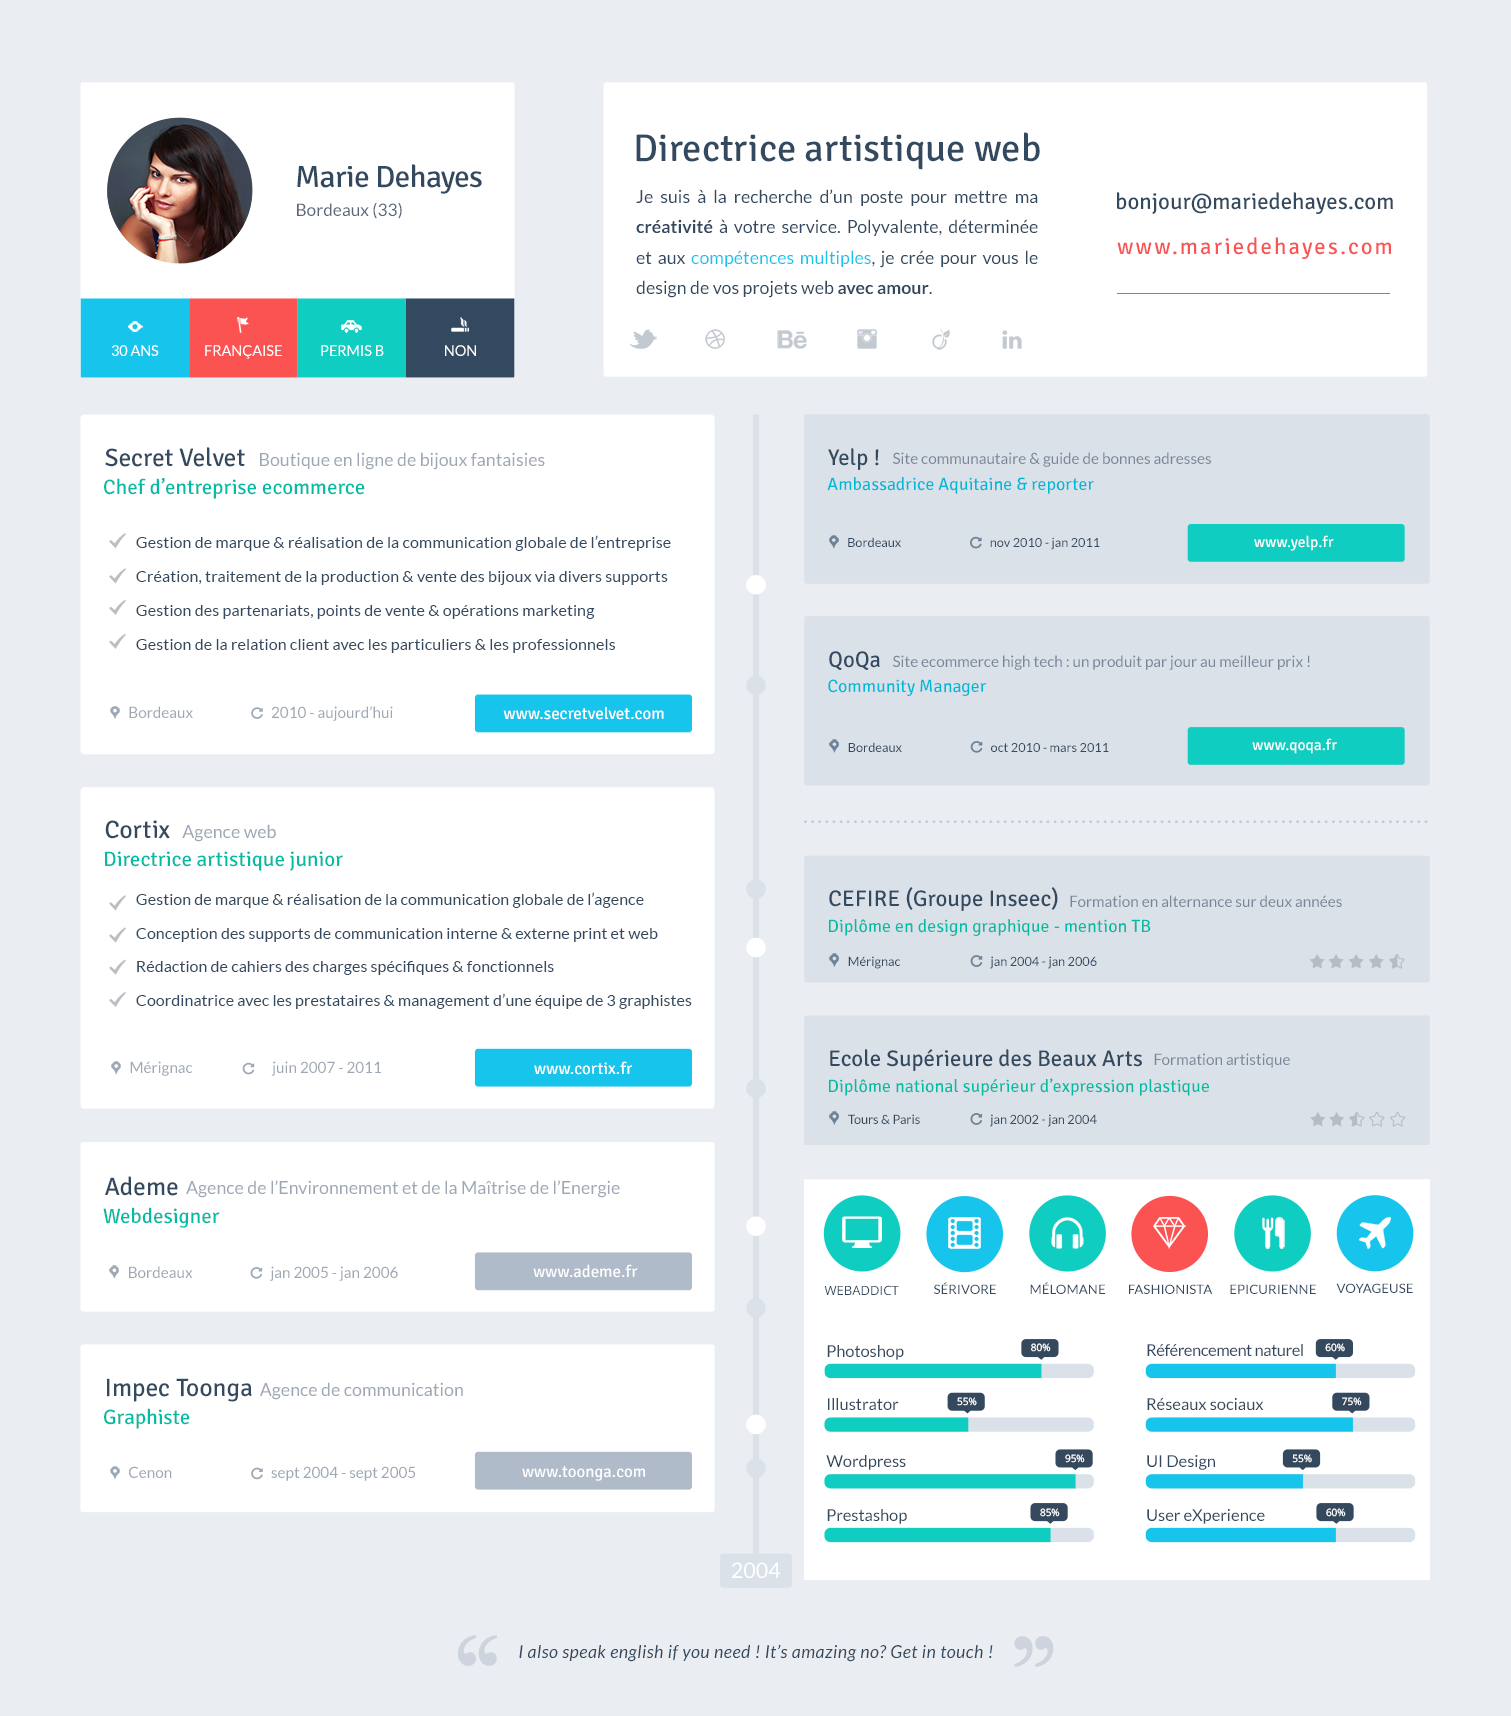 Marie Dehayes
Bordeaux (33)
30 ANS
FRANÇAISE
PERMIS B
NON
Directrice artistique web
Je suis à la recherche d’un poste pour mettre ma
créativité à votre service. Polyvalente, déterminée
et aux compétences multiples, je crée pour vous le
design de vos projets web avec amour.
Bē
in
bonjour@mariedehayes.com
www.mariedehayes.com
Secret Velvet Boutique en ligne de bijoux fantaisies
Chef d’entreprise ecommerce
Gestion de marque & réalisation de la communication globale de l’entreprise
Création, traitement de la production & vente des bijoux via divers supports
Gestion des partenariats, points de vente & opérations marketing
Gestion de la relation client avec les particuliers & les professionnels
Bordeaux 2010 - aujourd’hui www.secretvelvet.com
Cortix Agence web
Directrice artistique junior
Gestion de marque & réalisation de la communication globale de l’agence
Conception des supports de communication interne & externe print et web
Rédaction de cahiers des charges spécifiques & fonctionnels
Coordinatrice avec les prestataires & management d’une équipe de 3 graphistes
Mérignac juin 2007 - 2011 www.cortix.fr
Ademe Agence de l’Environnement et de la Maîtrise de l’Energie
Webdesigner
Bordeaux jan 2005 - jan 2006 www.ademe.fr
Impec Toonga Agence de communication
Graphiste
Cenon sept 2004 - sept 2005 www.toonga.com
2004
Yelp ! Site communautaire & guide de bonnes adresses
Ambassadrice Aquitaine & reporter
Bordeaux nov 2010 - jan 2011 www.yelp.fr
QoQa Site ecommerce high tech : un produit par jour au meilleur prix !
Community Manager
Bordeaux oct 2010 - mars 2011 www.qoqa.fr
CEFIRE (Groupe Inseec) Formation en alternance sur deux années
Diplôme en design graphique - mention TB
Mérignac jan 2004 - jan 2006
Ecole Supérieure des Beaux Arts Formation artistique
Diplôme national supérieur d’expression plastique
Tours & Paris jan 2002 - jan 2004
WEBADDICT SÉRIVORE MÉLOMANE FASHIONISTA EPICURIENNE VOYAGEUSE
Photoshop 80%
Illustrator 55%
Wordpress 95%
Prestashop 85%
Référencement naturel 60%
Réseaux sociaux 75%
UI Design 55%
User eXperience 60%
“ I also speak english if you need ! It’s amazing no? Get in touch ! ”